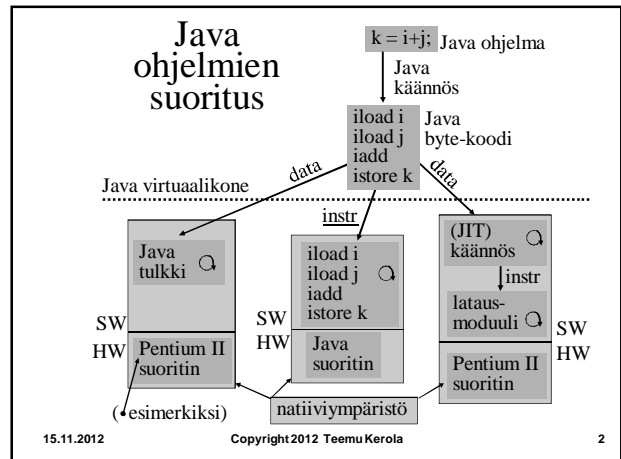 Java
ohjelmien
suoritus
k = i+j;
Java ohjelma
Java
käännös
iload i
iload j
iadd
istore k
Java
byte-koodi
data
instr
data
Java virtuaalikone
Java
tulkki
SW
HW
Pentium II
suoritin
(esimerkiksi)
iload i
iload j
iadd
istore k
SW
HW
Java
suoritin
(JIT)
käännös
instr
lataus-
moduuli
SW
HW
Pentium II
suoritin
natiiviympäristö
15.11.2012
Copyright 2012 Teemu Kerola
2